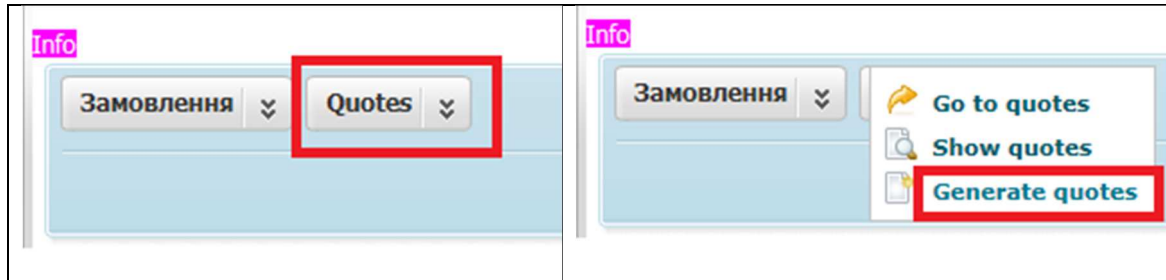 Info
Замовлення Quotes
Info
Замовлення
Go to quotes
Show quotes
Generate quotes